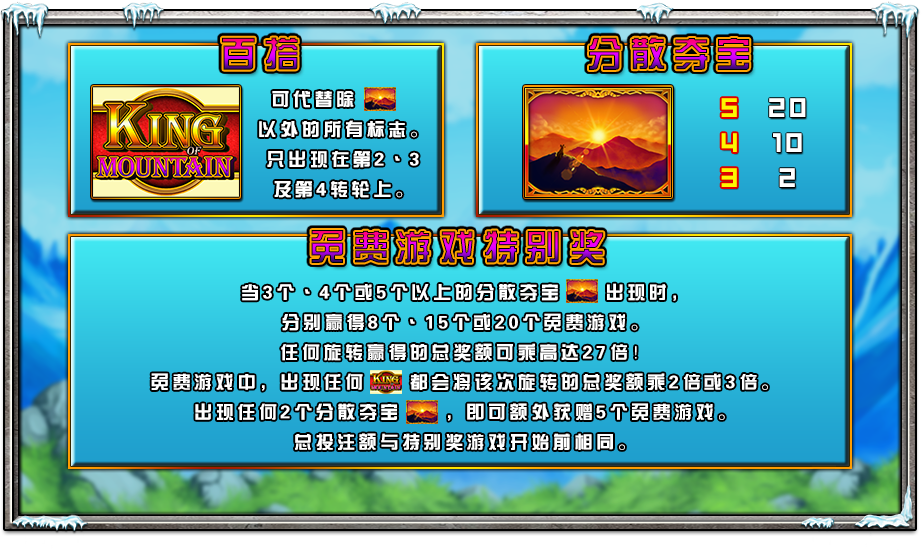 百搭
KING
OF
MOUNTAIN
可代替除
以外的所有标志。
只出现在第2、3
及第4转轮上。
分散夺宝
5 20
4 10
3 2
免费游戏特别奖
当3个、4个或5个以上的分散夺宝 出现时，
分别赢得8个、15个或20个免费游戏。
任何旋转赢得的总奖额可乘高达27倍！
免费游戏中，出现任何 KING OF MOUNTAIN 都会将该次旋转的总奖额乘2倍或3倍。
出现任何2个分散夺宝 ，即可额外获赠5个免费游戏。
总投注额与特别奖游戏开始前相同。